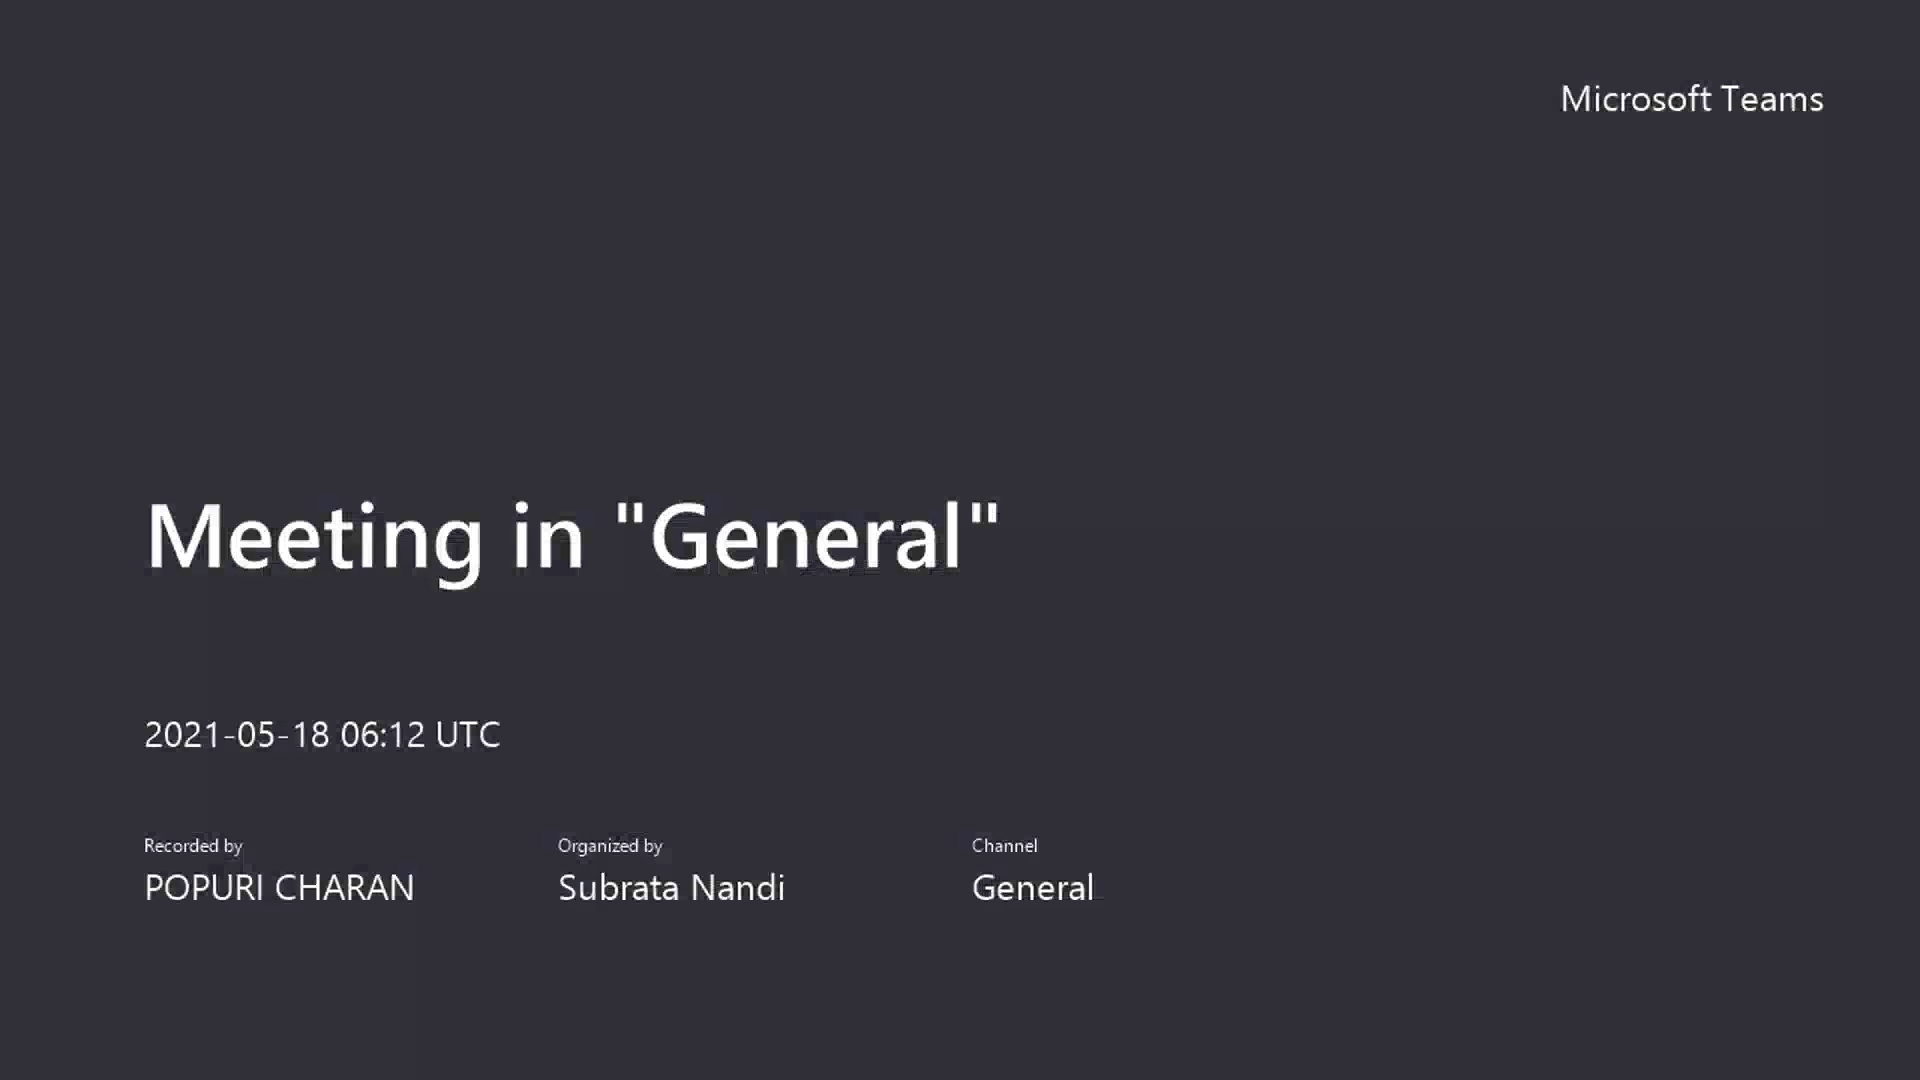 Microsoft Teams
Meeting in "General"
2021-05-18 06:12 UTC
Recorded by
POPURI CHARAN
Organized by
Subrata Nandi
Channel
General